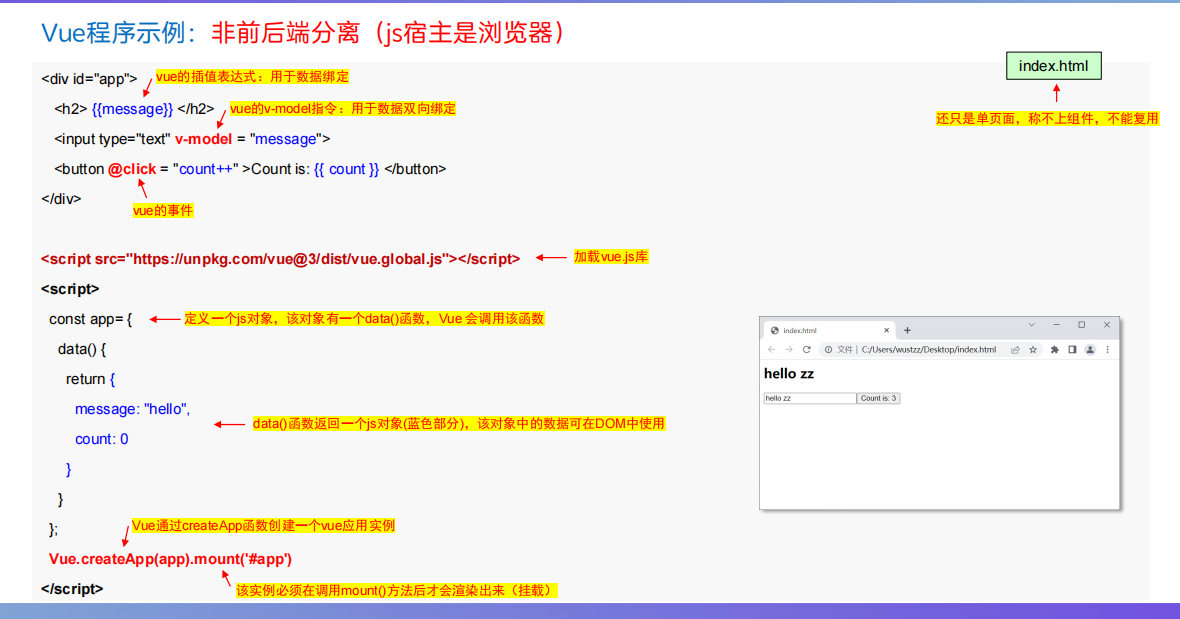 Vue程序示例：非前后端分离（js宿主是浏览器）
index.html
还只是单页面，称不上组件，不能复用
<div id="app">
vue的插值表达式：用于数据绑定
<h2> {{message}} </h2>
vue的v-model指令：用于数据双向绑定
<input type="text" v-model = "message">
<button @click = "count++" >Count is: {{ count }} </button>
</div>
vue的事件
<script src="https://unpkg.com/vue@3/dist/vue.global.js"></script>
加载vue.js库
<script>
const app= {
定义一个js对象，该对象有一个data()函数，Vue 会调用该函数
data() {
return {
message: "hello",
data()函数返回一个js对象(蓝色部分)，该对象中的数据可在DOM中使用
count: 0
}
}
};
Vue通过createApp函数创建一个vue应用实例
Vue.createApp(app).mount('#app')
</script>
该实例必须在调用mount()方法后才会渲染出来（挂载）
index.html
文件 | C:/Users/wustzz/Desktop/index.html
hello zz
hello zz
Count is: 3